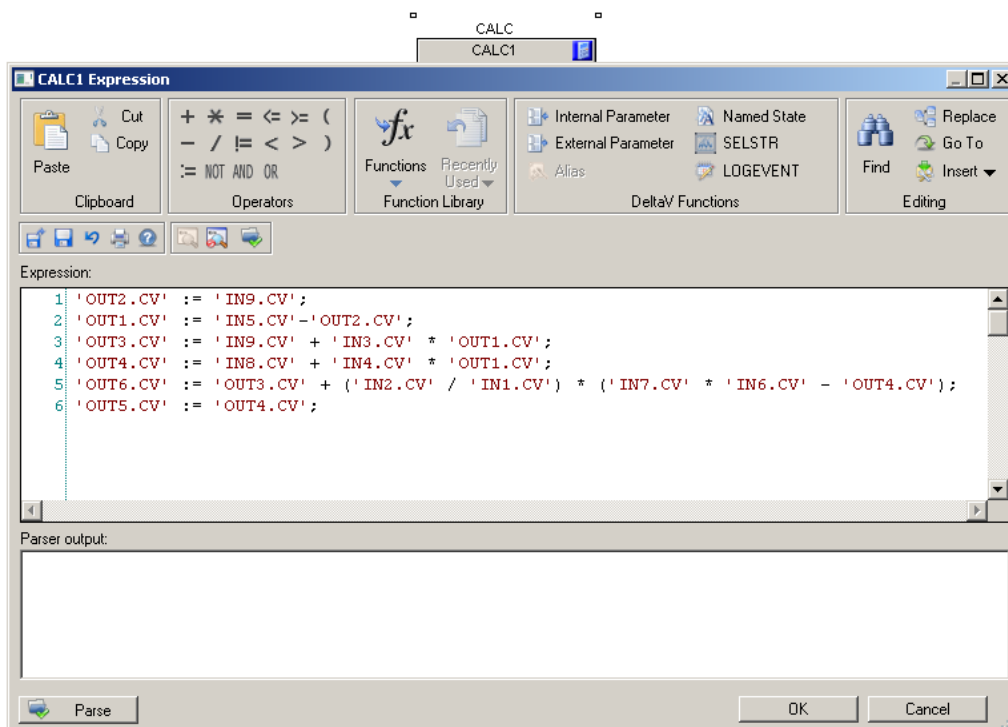 CALC
CALC1
CALC1 Expression
Paste
Cut
Copy
Clipboard
+ * = <= >= (
- / != < > )
:= NOT AND OR
Operators
fx
Functions
Recently
Used
Function Library
Internal Parameter
External Parameter
Alias
Named State
SELSTR
LOGEVENT
DeltaV Functions
Find
Replace
Go To
Insert
Editing
Expression:
1 'OUT2.CV' := 'IN9.CV';
2 'OUT1.CV' := 'IN5.CV'-'OUT2.CV';
3 'OUT3.CV' := 'IN9.CV' + 'IN3.CV' * 'OUT1.CV';
4 'OUT4.CV' := 'IN8.CV' + 'IN4.CV' * 'OUT1.CV';
5 'OUT6.CV' := 'OUT3.CV' + ('IN2.CV' / 'IN1.CV') * ('IN7.CV' * 'IN6.CV' - 'OUT4.CV');
6 'OUT5.CV' := 'OUT4.CV';
Parser output:
Parse
OK
Cancel